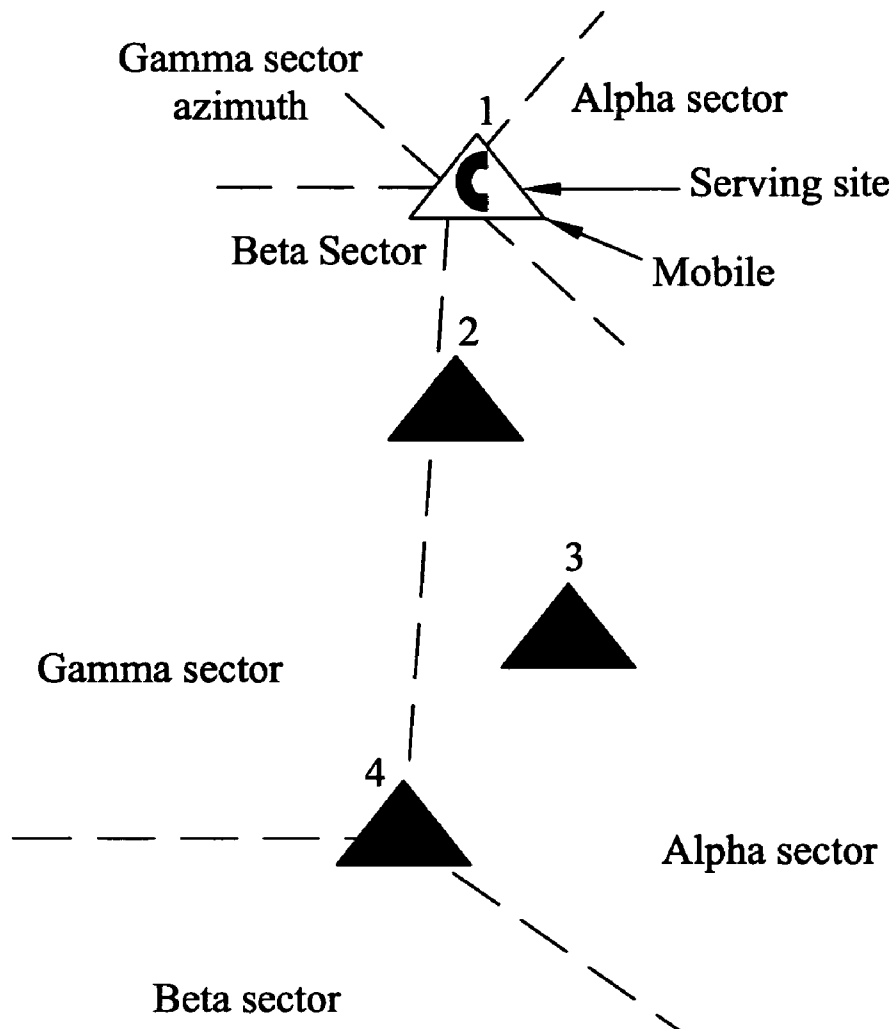 Gamma sector
azimuth
1
Alpha sector
Serving site
Beta Sector
Mobile
2
3
Gamma sector
4
Alpha sector
Beta sector